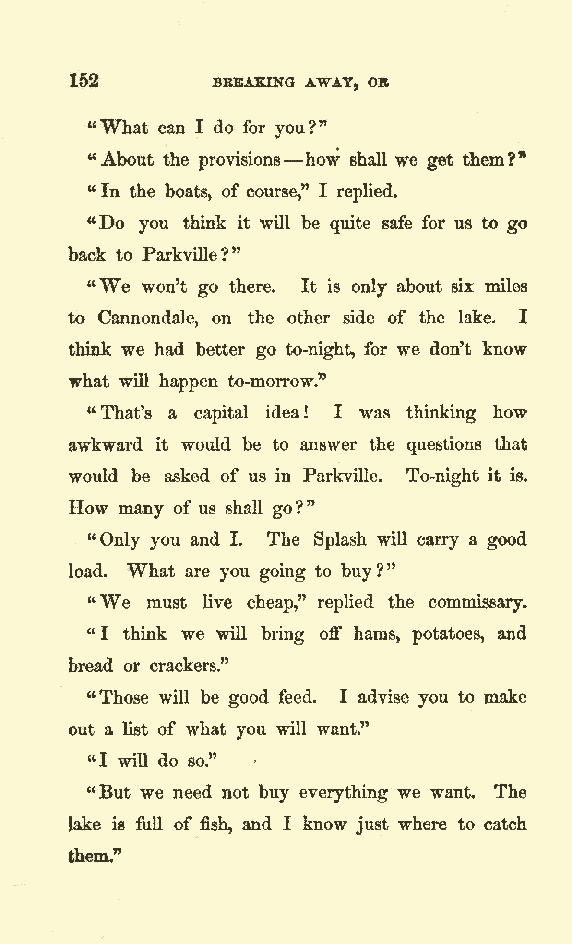 152 BREAKING AWAY, OR
"What can I do for you?"
"About the provisions—how shall we get them?"
"In the boats, of course," I replied.
"Do you think it will be quite safe for us to go
back to Parkville?"
"We won't go there. It is only about six miles
to Cannondale, on the other side of the lake. I
think we had better go to-night, for we don't know
what will happen to-morrow."
"That's a capital idea! I was thinking how
awkward it would be to answer the questions that
would be asked of us in Parkville. To-night it is.
How many of us shall go?"
"Only you and I. The Splash will carry a good
load. What are you going to buy?"
"We must live cheap," replied the commissary.
"I think we will bring off hams, potatoes, and
bread or crackers."
"Those will be good feed. I advise you to make
out a list of what you will want."
"I will do so."
"But we need not buy everything we want. The
lake is full of fish, and I know just where to catch
them."